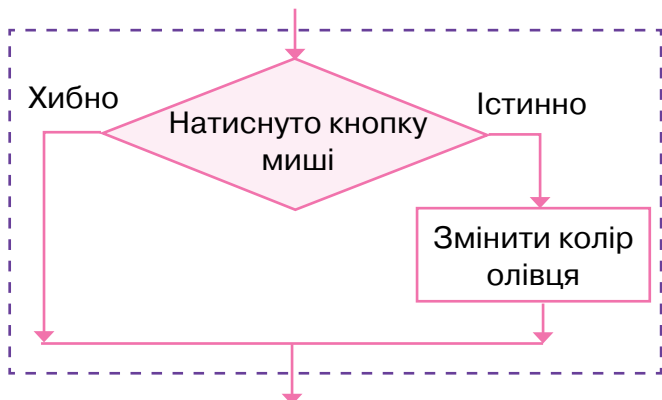 Хибно
Істинно
Натиснуто кнопку
миші
Змінити колір
олівця